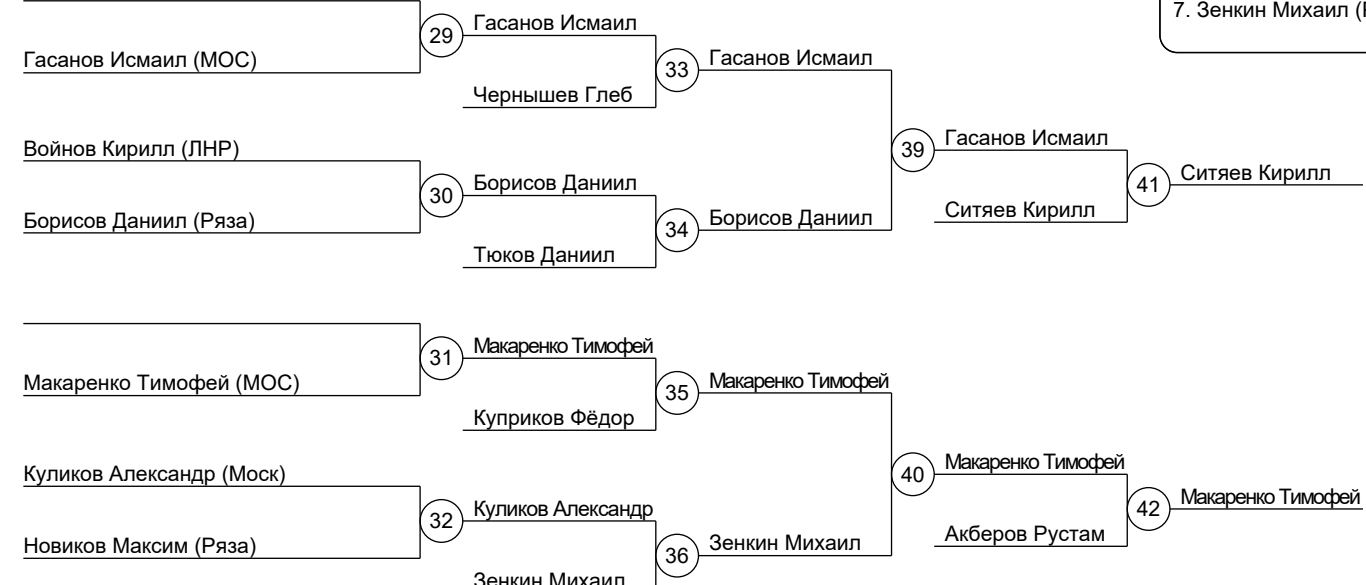 7. Зенкин Михаил (
29
Гасанов Исмаил
Гасанов Исмаил (МОС)
33
Гасанов Исмаил
Чернышев Глеб
Войнов Кирилл (ЛНР)
39
Гасанов Исмаил
41
Ситяев Кирилл
30
Борисов Даниил
Борисов Даниил (Ряза)
34
Борисов Даниил
Ситяев Кирилл
Тюков Даниил
31
Макаренко Тимофей
Макаренко Тимофей (МОС)
35
Макаренко Тимофей
Куприков Фёдор
Куликов Александр (Моск)
40
Макаренко Тимофей
42
Макаренко Тимофей
32
Куликов Александр
Новиков Максим (Ряза)
36
Зенкин Михаил
Акберов Рустам
Зенкин Михаил